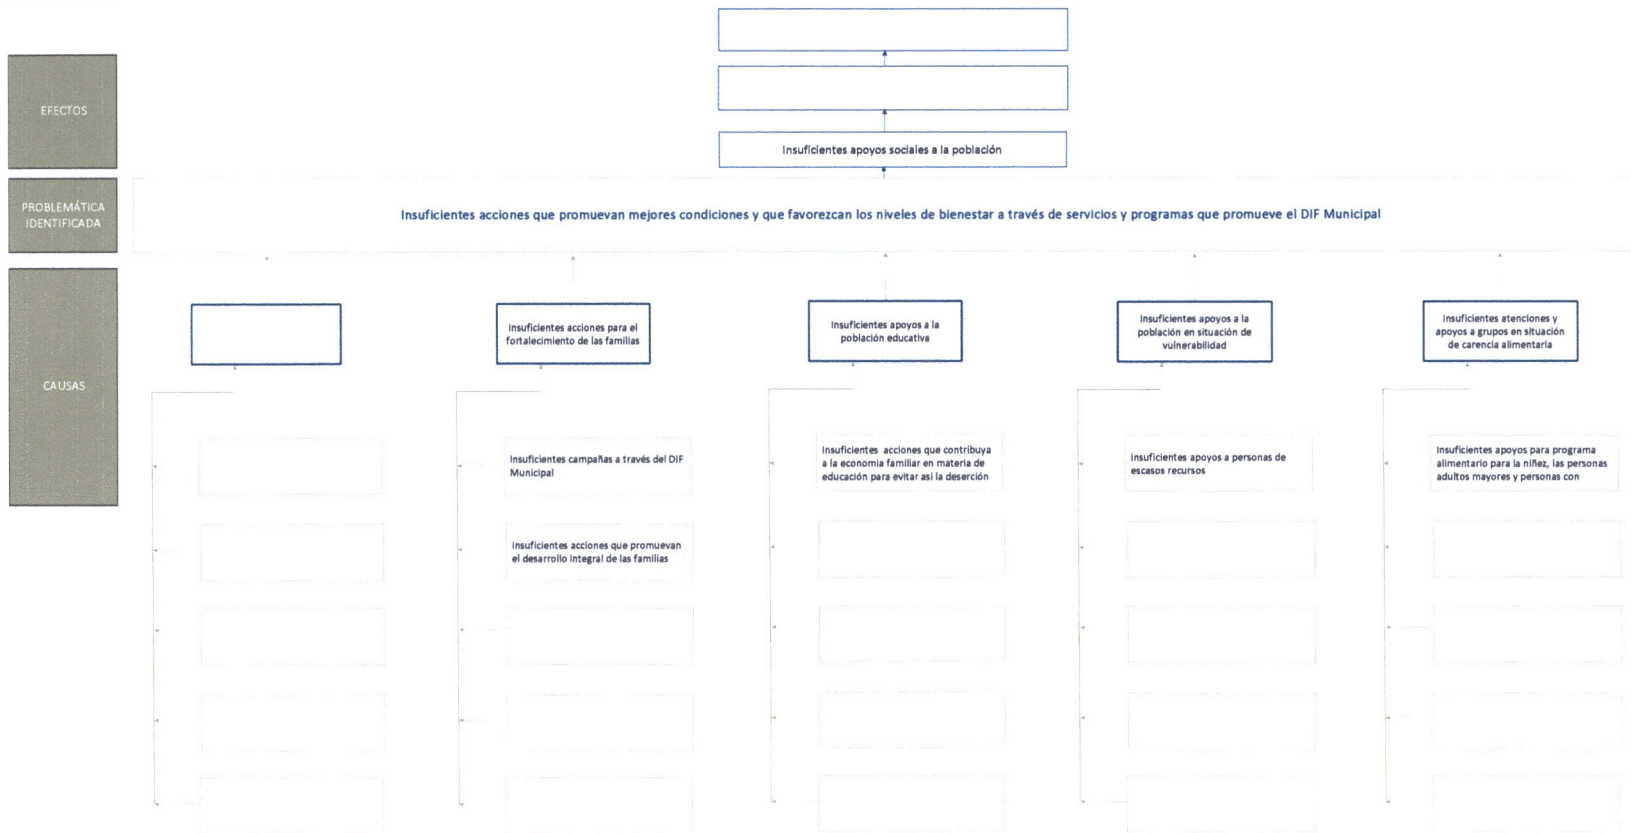 EFECTOS
Insuficientes apoyos sociales a la población
PROBLEMÁTICA
IDENTIFICADA
Insuficientes acciones que promuevan mejores condiciones y que favorezcan los niveles de bienestar a través de servicios y programas que promueve el DIF Municipal
CAUSAS
Insuficientes acciones para el
fortalecimiento de las familias
Insuficientes apoyos a la
población educativa
Insuficientes apoyos a la
población en situación de
vulnerabilidad
Insuficientes atenciones y
apoyos a grupos en situación
de carencia alimentaria
Insuficientes campañas a través del DIF
Municipal
Insuficientes acciones que contribuya
a la economia familiar en materia de
educación para evitar asi la deserción
Insuficientes apoyos a personas de
escasos recursos
Insuficientes apoyos para programa
alimentario para la niñez, las personas
adultos mayores y personas con
Insuficientes acciones que promuevan
el desarrollo integral de las familias